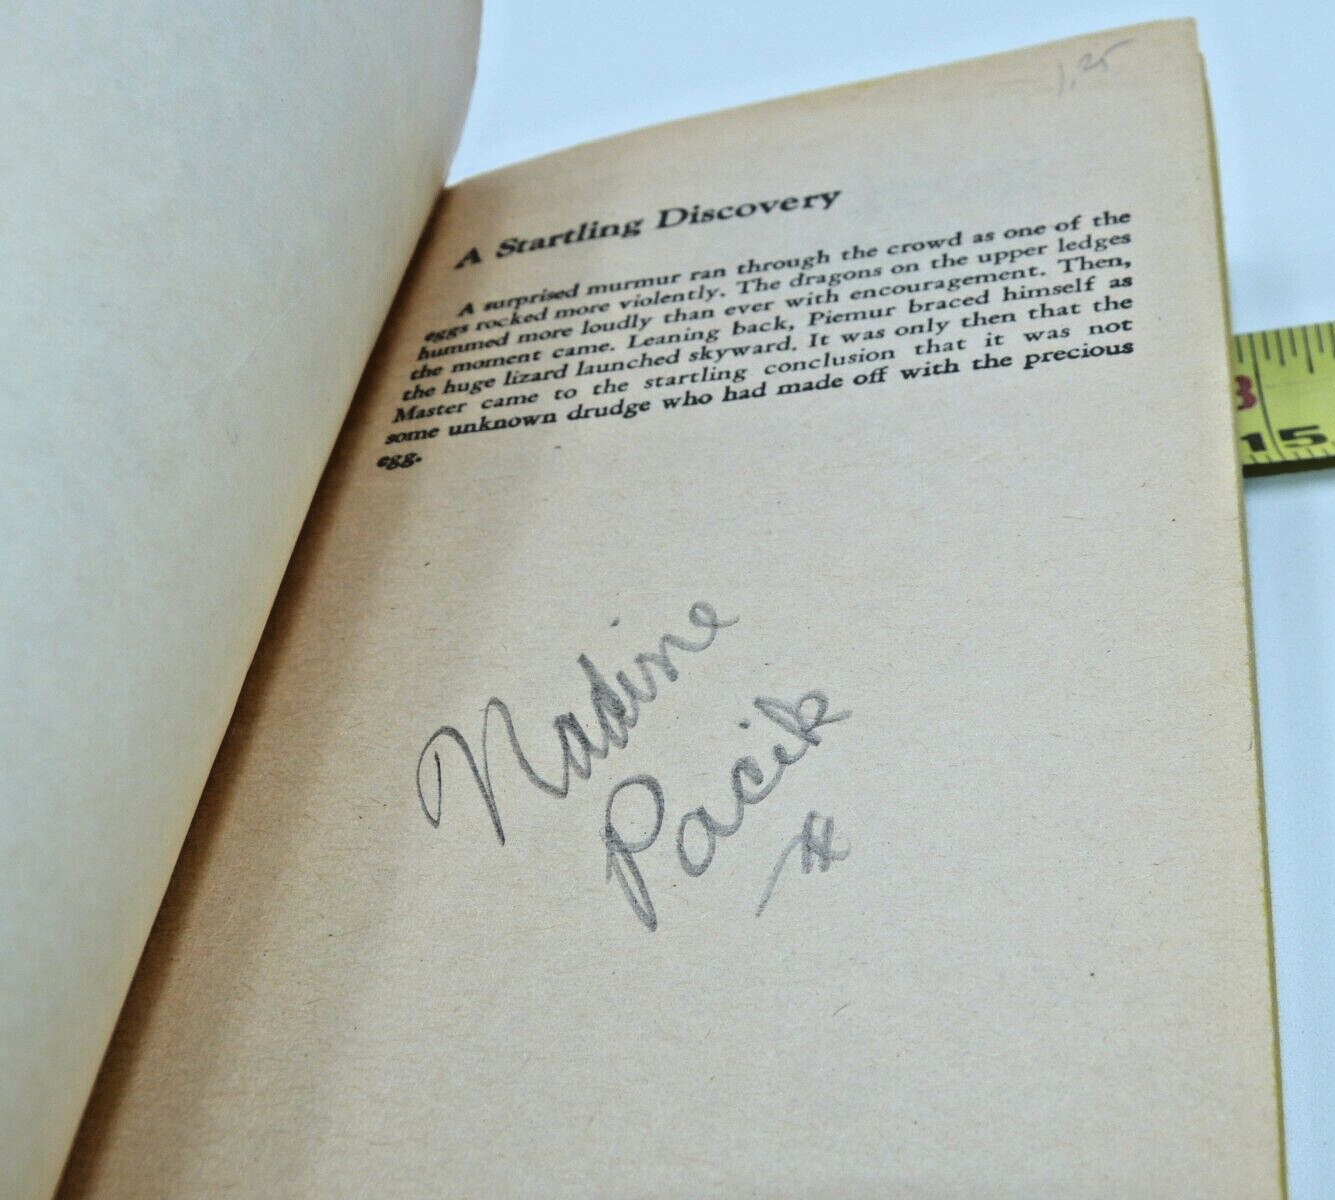 1.25
A Startling Discovery
A surprised murmur ran through the crowd as one of the
eggs rocked more violently. The dragons on the upper ledges
hummed more loudly than ever with encouragement. Then,
the moment came. Leaning back, Piemur braced himself as
the huge lizard launched skyward. It was only then that the
Master came to the startling conclusion that it was not
some unknown drudge who had made off with the precious
egg.
Nadine
Pacik
3
15